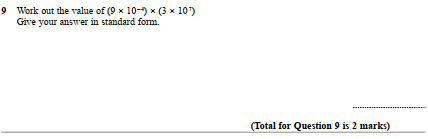 9 Work out the value of (9 × 10⁻⁴) × (3 × 10⁷)
Give your answer in standard form.
(Total for Question 9 is 2 marks)